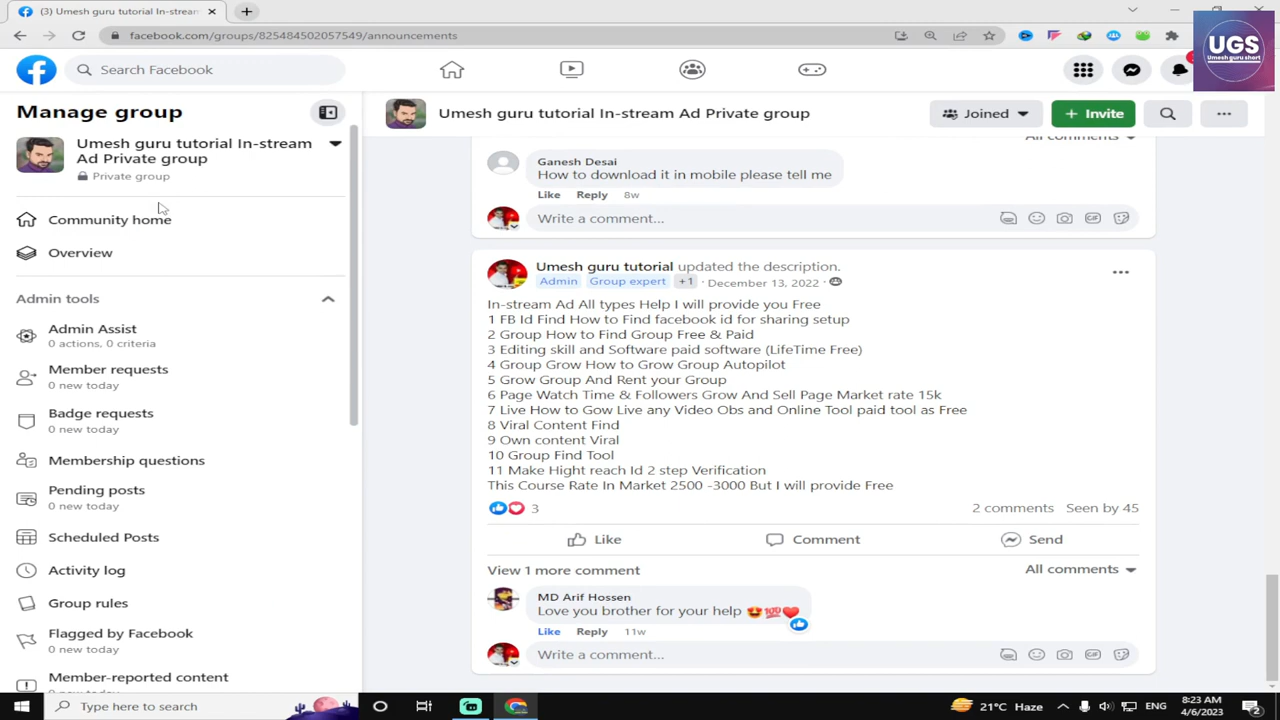 (3) Umesh guru tutorial In-stream
facebook.com/groups/825484502057549/announcements
UGS
Umesh guru short
Search Facebook
Manage group
Umesh guru tutorial In-stream
Ad Private group
Private group
Community home
Overview
Admin tools
Admin Assist
0 actions, 0 criteria
Member requests
0 new today
Badge requests
0 new today
Membership questions
Pending posts
0 new today
Scheduled Posts
Activity log
Group rules
Flagged by Facebook
0 new today
Member-reported content
Umesh guru tutorial In-stream Ad Private group
Joined
+ Invite
All comments
Ganesh Desai
How to download it in mobile please tell me
Like Reply 8w
Write a comment...
GIF
Umesh guru tutorial updated the description.
Admin Group expert +1 · December 13, 2022 ·
In-stream Ad All types Help I will provide you Free
1 FB Id Find How to Find facebook id for sharing setup
2 Group How to Find Group Free & Paid
3 Editing skill and Software paid software (LifeTime Free)
4 Group Grow How to Grow Group Autopilot
5 Grow Group And Rent your Group
6 Page Watch Time & Followers Grow And Sell Page Market rate 15k
7 Live How to Gow Live any Video Obs and Online Tool paid tool as Free
8 Viral Content Find
9 Own content Viral
10 Group Find Tool
11 Make Hight reach Id 2 step Verification
This Course Rate In Market 2500 -3000 But I will provide Free
3
2 comments Seen by 45
Like Comment Send
View 1 more comment All comments
MD Arif Hossen
Love you brother for your help 😍💯❤️
Like Reply 11w
Write a comment...
GIF
Type here to search
21°C Haze
ENG
8:23 AM
4/6/2023
2